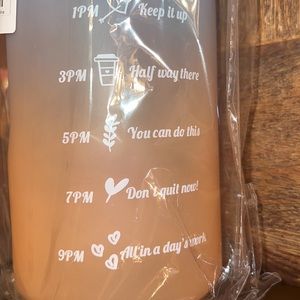 1PM Keep it up
3PM Half way there
5PM You can do this
7PM Don't quit now!
9PM All in a day's work